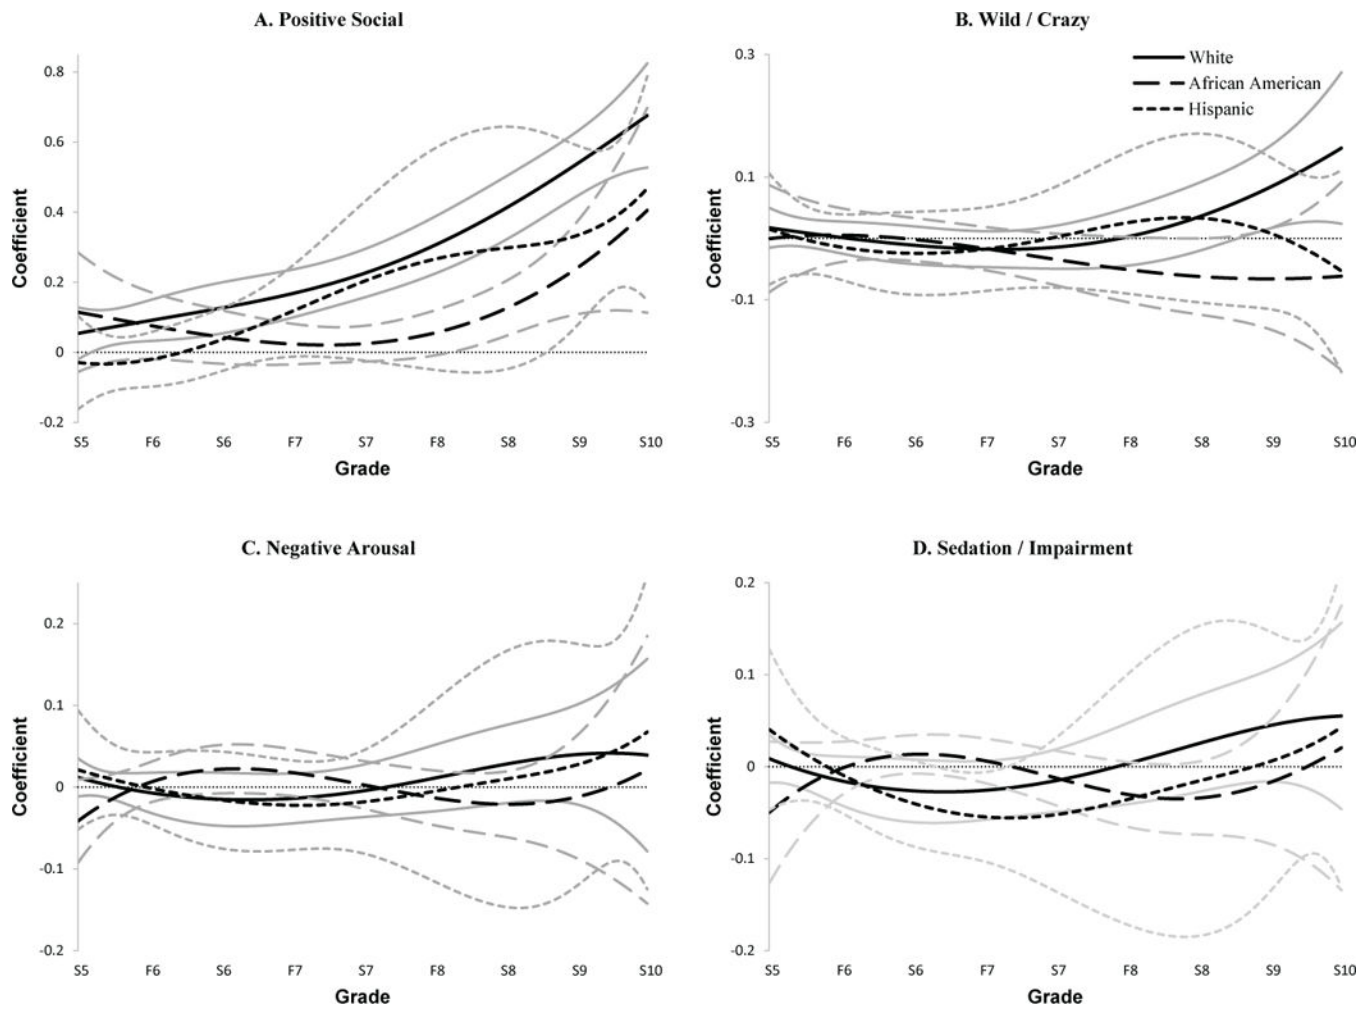 A. Positive Social
0.8
0.6
0.4
0.2
0
-0.2
Coefficient
S5 F6 S6 F7 S7 F8 S8 S9 S10
Grade
B. Wild / Crazy
0.3
0.1
-0.1
-0.3
Coefficient
White
African American
Hispanic
S5 F6 S6 F7 S7 F8 S8 S9 S10
Grade
C. Negative Arousal
0.2
0.1
0
-0.1
-0.2
Coefficient
S5 F6 S6 F7 S7 F8 S8 S9 S10
Grade
D. Sedation / Impairment
0.2
0.1
0
-0.1
-0.2
Coefficient
S5 F6 S6 F7 S7 F8 S8 S9 S10
Grade